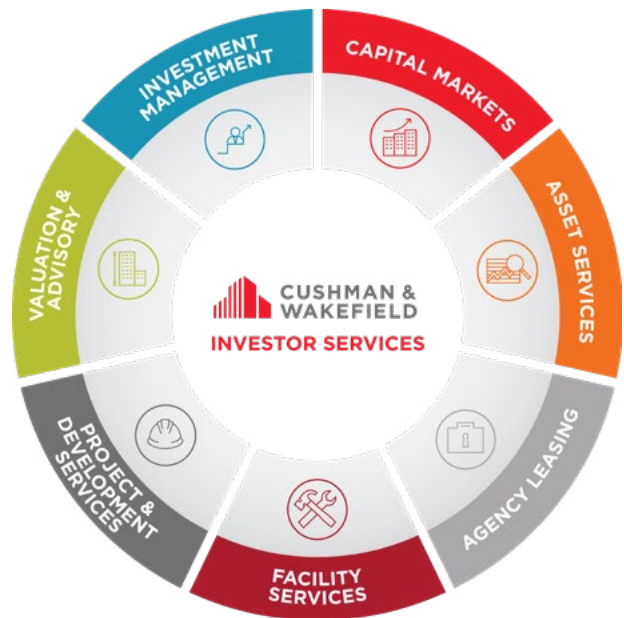 INVESTMENT
MANAGEMENT
CAPITAL MARKETS
ASSET SERVICES
AGENCY LEASING
FACILITY
SERVICES
PROJECT &
DEVELOPMENT
SERVICES
VALUATION &
ADVISORY
CUSHMAN &
WAKEFIELD
INVESTOR SERVICES